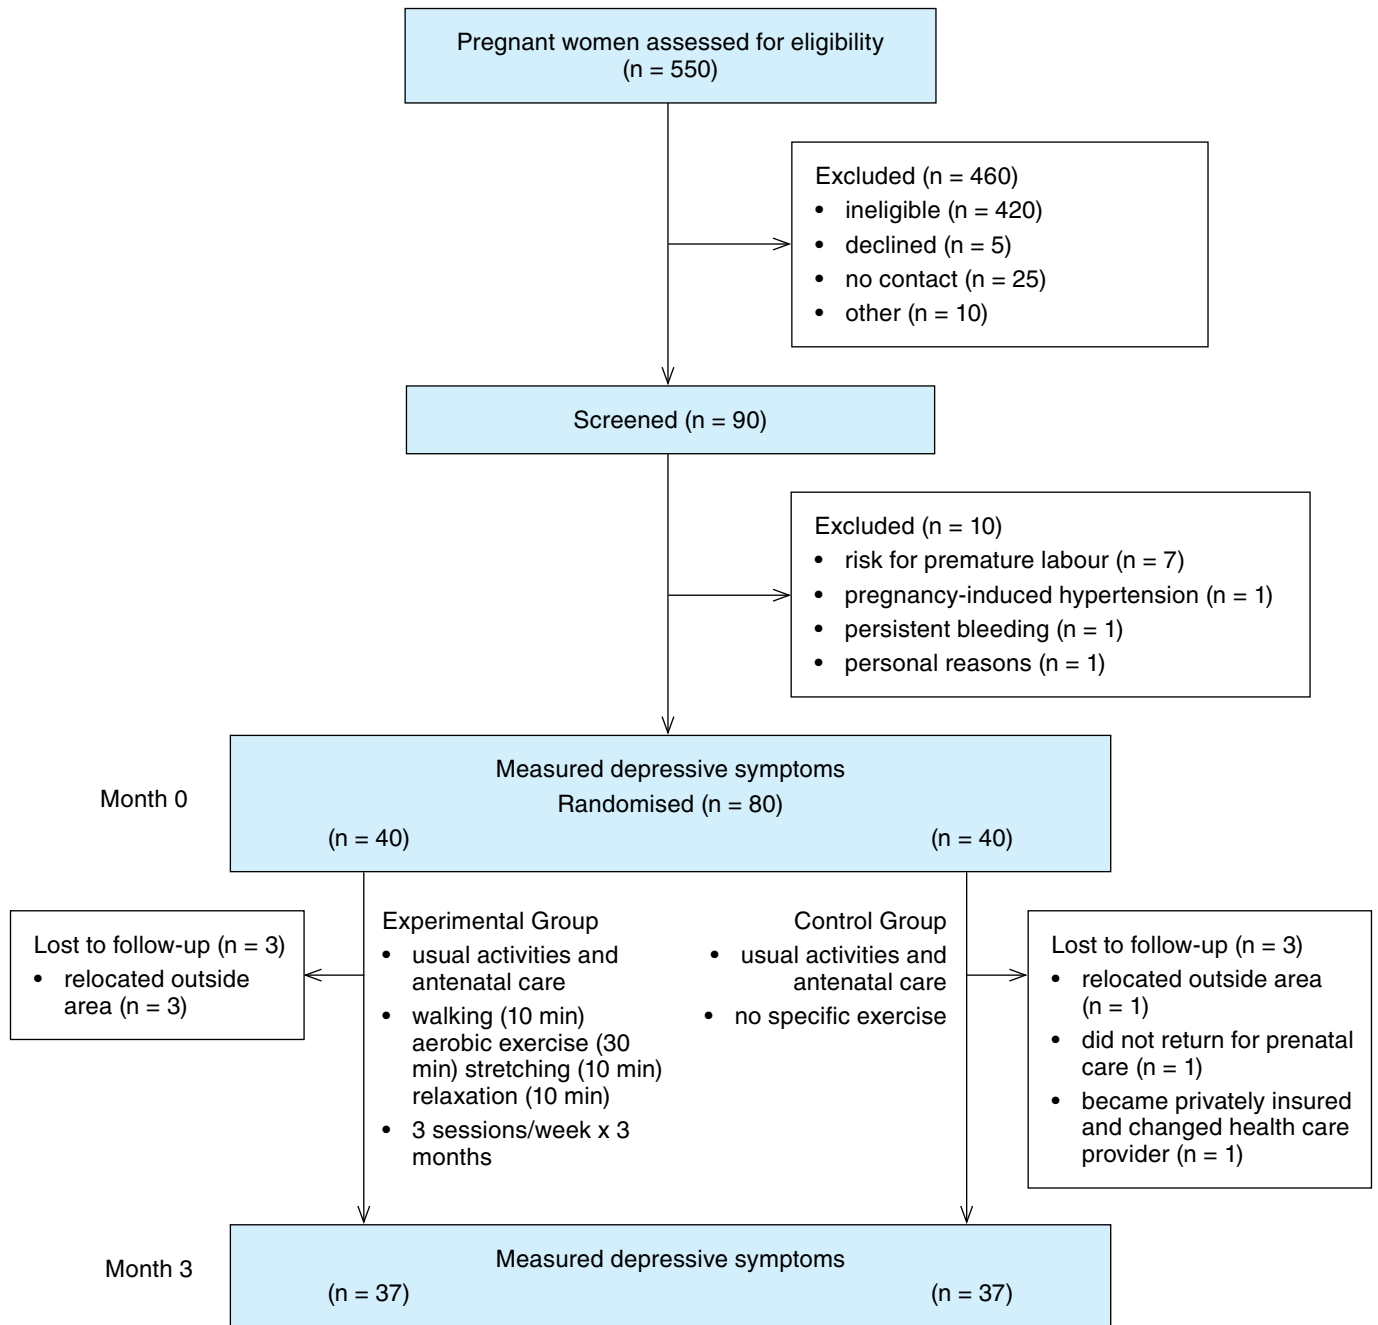 Pregnant women assessed for eligibility
(n = 550)
Excluded (n = 460)
• ineligible (n = 420)
• declined (n = 5)
• no contact (n = 25)
• other (n = 10)
Screened (n = 90)
Excluded (n = 10)
• risk for premature labour (n = 7)
• pregnancy-induced hypertension (n = 1)
• persistent bleeding (n = 1)
• personal reasons (n = 1)
Month 0
Measured depressive symptoms
Randomised (n = 80)
(n = 40)
(n = 40)
Lost to follow-up (n = 3)
• relocated outside
area (n = 3)
Experimental Group
• usual activities and
antenatal care
• walking (10 min)
aerobic exercise (30
min) stretching (10 min)
relaxation (10 min)
• 3 sessions/week x 3
months
Control Group
• usual activities and
antenatal care
• no specific exercise
Lost to follow-up (n = 3)
• relocated outside area
(n = 1)
• did not return for prenatal
care (n = 1)
• became privately insured
and changed health care
provider (n = 1)
Month 3
Measured depressive symptoms
(n = 37)
(n = 37)